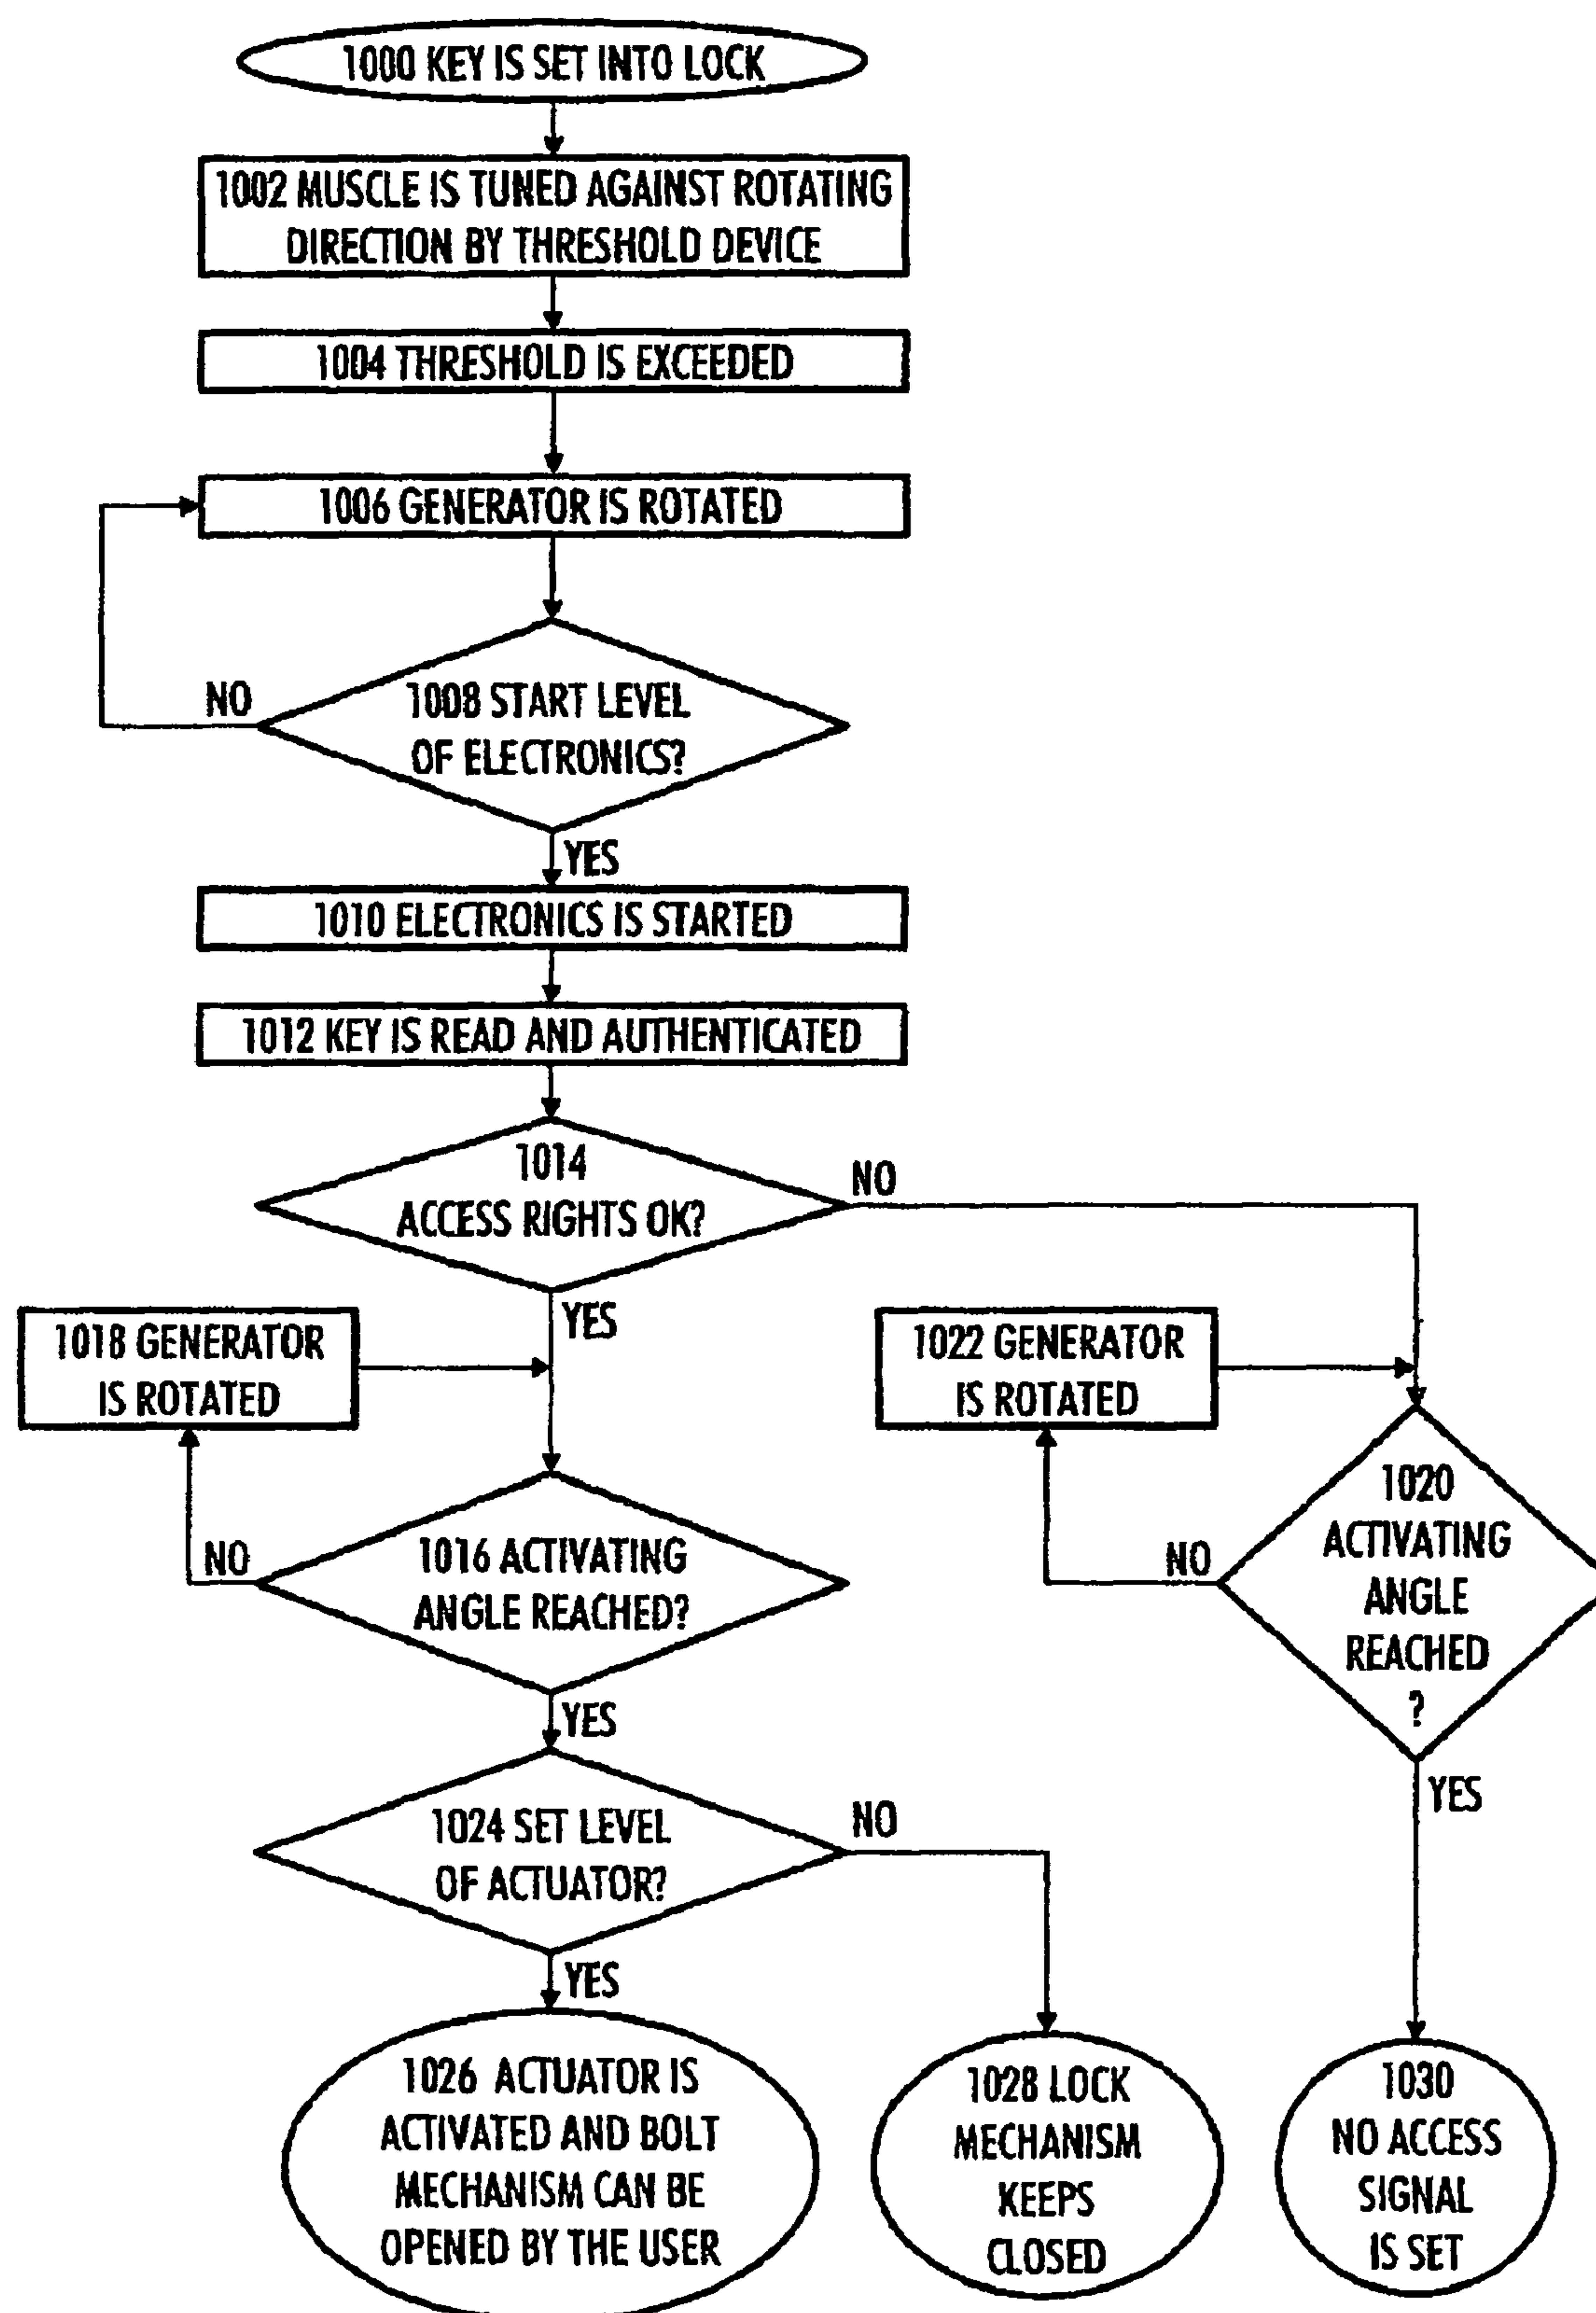 1000 KEY IS SET INTO LOCK
1002 MUSCLE IS TUNED AGAINST ROTATING
DIRECTION BY THRESHOLD DEVICE
1004 THRESHOLD IS EXCEEDED
1006 GENERATOR IS ROTATED
NO
1008 START LEVEL
OF ELECTRONICS?
YES
1010 ELECTRONICS IS STARTED
1012 KEY IS READ AND AUTHENTICATED
1014
ACCESS RIGHTS OK?
NO
YES
1018 GENERATOR
IS ROTATED
1022 GENERATOR
IS ROTATED
NO
1016 ACTIVATING
ANGLE REACHED?
NO
1020
ACTIVATING
ANGLE
REACHED
?
YES
YES
1024 SET LEVEL
OF ACTUATOR?
NO
YES
1026 ACTUATOR IS
ACTIVATED AND BOLT
MECHANISM CAN BE
OPENED BY THE USER
1028 LOCK
MECHANISM
KEEPS
CLOSED
1030
NO ACCESS
SIGNAL
IS SET